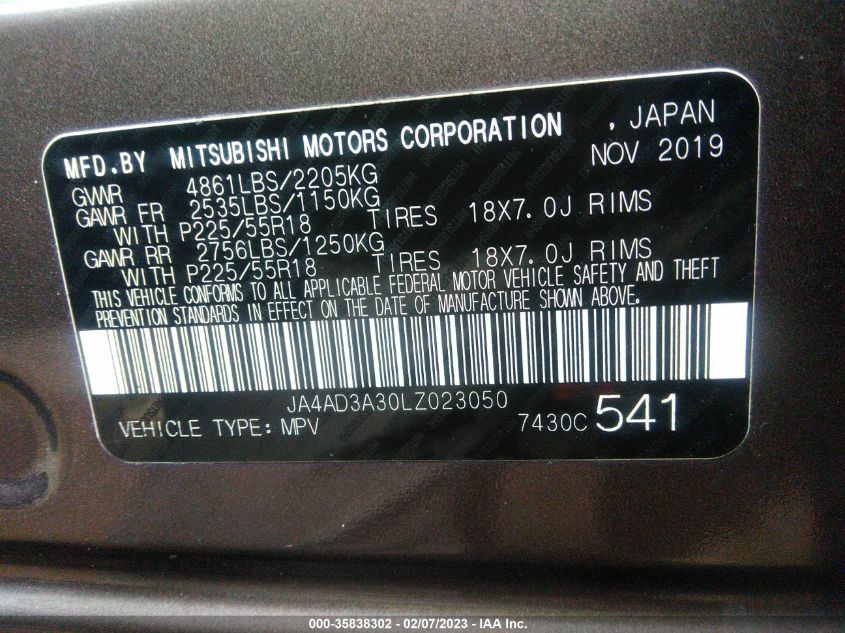 MFD.BY MITSUBISHI MOTORS CORPORATION , JAPAN
NOV 2019
GVWR 4861LBS/2205KG
GAWR FR 2535LBS/1150KG
WITH P225/55R18 TIRES 18X7.0J RIMS
GAWR RR 2756LBS/1250KG
WITH P225/55R18 TIRES 18X7.0J RIMS
THIS VEHICLE CONFORMS TO ALL APPLICABLE FEDERAL MOTOR VEHICLE SAFETY AND THEFT
PREVENTION STANDARDS IN EFFECT ON THE DATE OF MANUFACTURE SHOWN ABOVE.
JA4AD3A30LZ023050
VEHICLE TYPE: MPV 7430C 541
000-35838302 - 02/07/2023 - © IAA Inc.